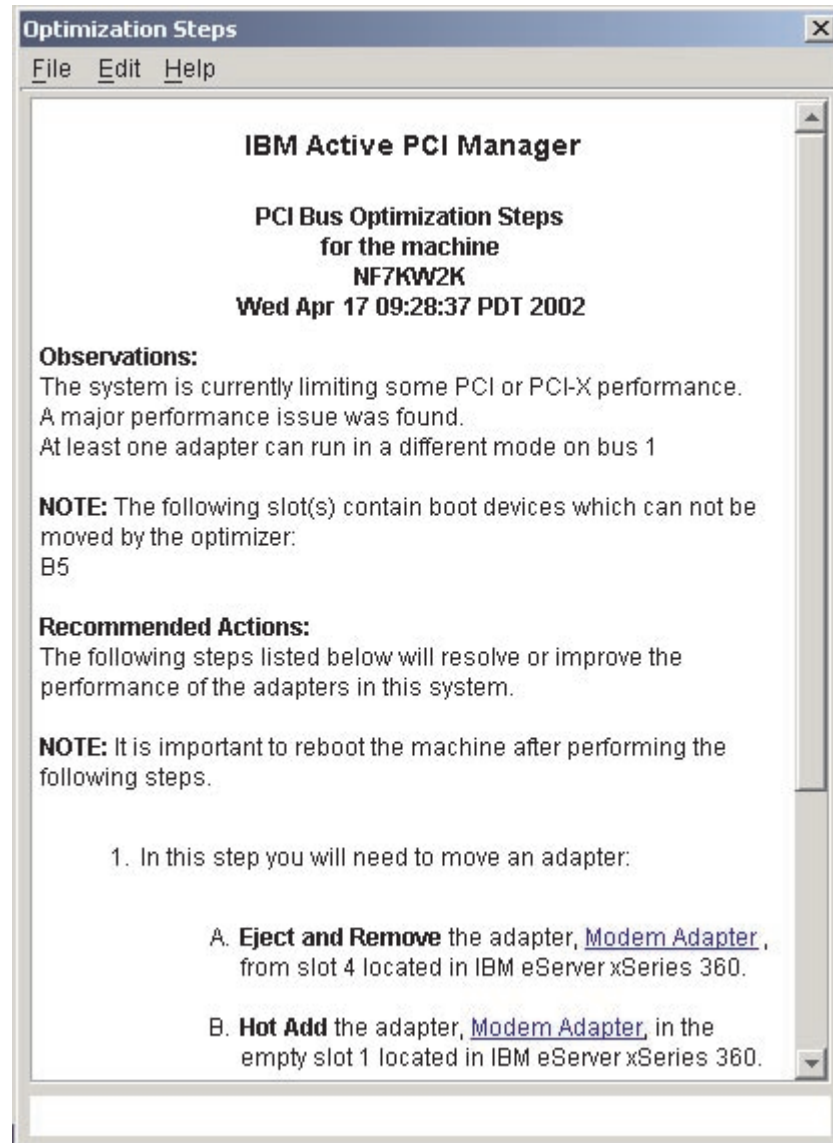 Optimization Steps
File Edit Help
IBM Active PCI Manager
PCI Bus Optimization Steps
for the machine
NF7KW2K
Wed Apr 17 09:28:37 PDT 2002
Observations:
The system is currently limiting some PCI or PCI-X performance.
A major performance issue was found.
At least one adapter can run in a different mode on bus 1
NOTE: The following slot(s) contain boot devices which can not be
moved by the optimizer:
B5
Recommended Actions:
The following steps listed below will resolve or improve the
performance of the adapters in this system.
NOTE: It is important to reboot the machine after performing the
following steps.
1. In this step you will need to move an adapter:
A. Eject and Remove the adapter, Modem Adapter ,
from slot 4 located in IBM eServer xSeries 360.
B. Hot Add the adapter, Modem Adapter, in the
empty slot 1 located in IBM eServer xSeries 360.